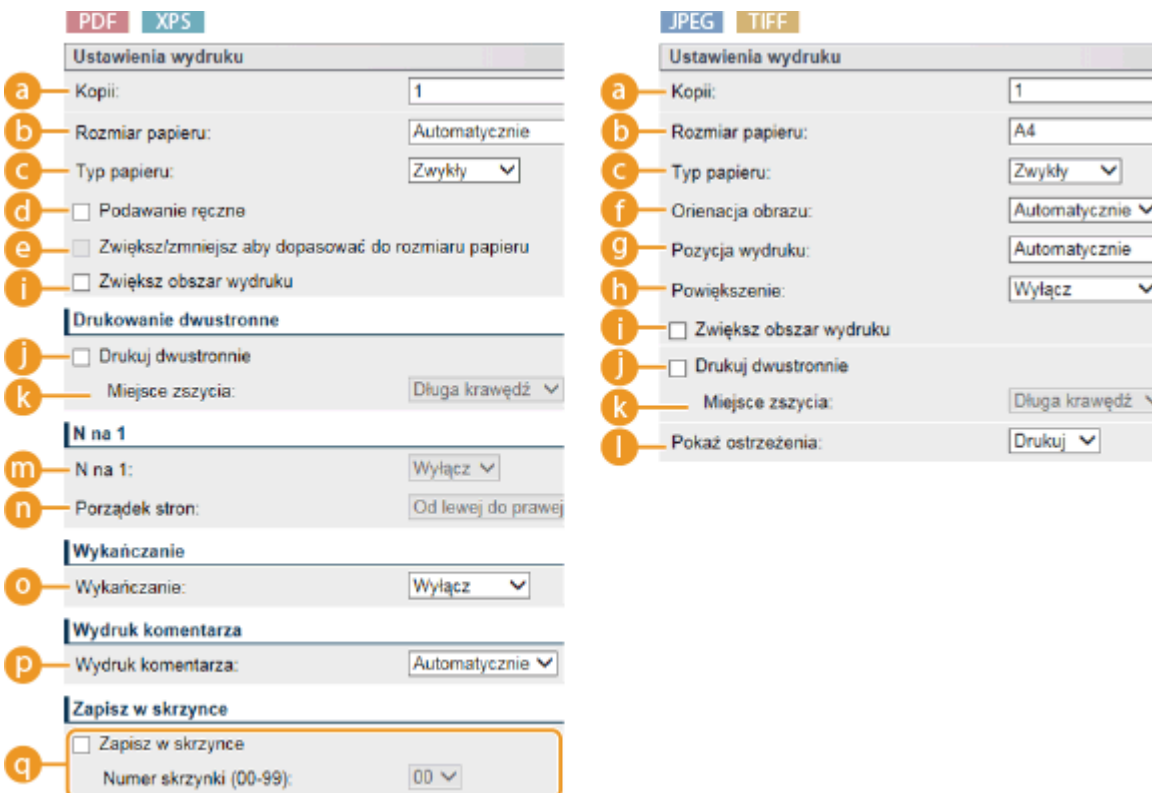 PDF XPS
Ustawienia wydruku
a Kopii: 1
b Rozmiar papieru: Automatycznie
c Typ papieru: Zwykły
d Podawanie ręczne
e Zwiększ/zmniejsz aby dopasować do rozmiaru papieru
i Zwiększ obszar wydruku
Drukowanie dwustronne
j Drukuj dwustronnie
k Miejsce zszycia: Długa krawędź
N na 1
m N na 1: Wyłącz
n Porządek stron: Od lewej do prawej
Wykańczanie
o Wykańczanie: Wyłącz
Wydruk komentarza
p Wydruk komentarza: Automatycznie
Zapisz w skrzynce
q Zapisz w skrzynce
Numer skrzynki (00-99): 00
JPEG TIFF
Ustawienia wydruku
a Kopii: 1
b Rozmiar papieru: A4
c Typ papieru: Zwykły
f Orienacja obrazu: Automatycznie
g Pozycja wydruku: Automatycznie
h Powiększenie: Wyłącz
i Zwiększ obszar wydruku
j Drukuj dwustronnie
k Miejsce zszycia: Długa krawędź
l Pokaż ostrzeżenia: Drukuj